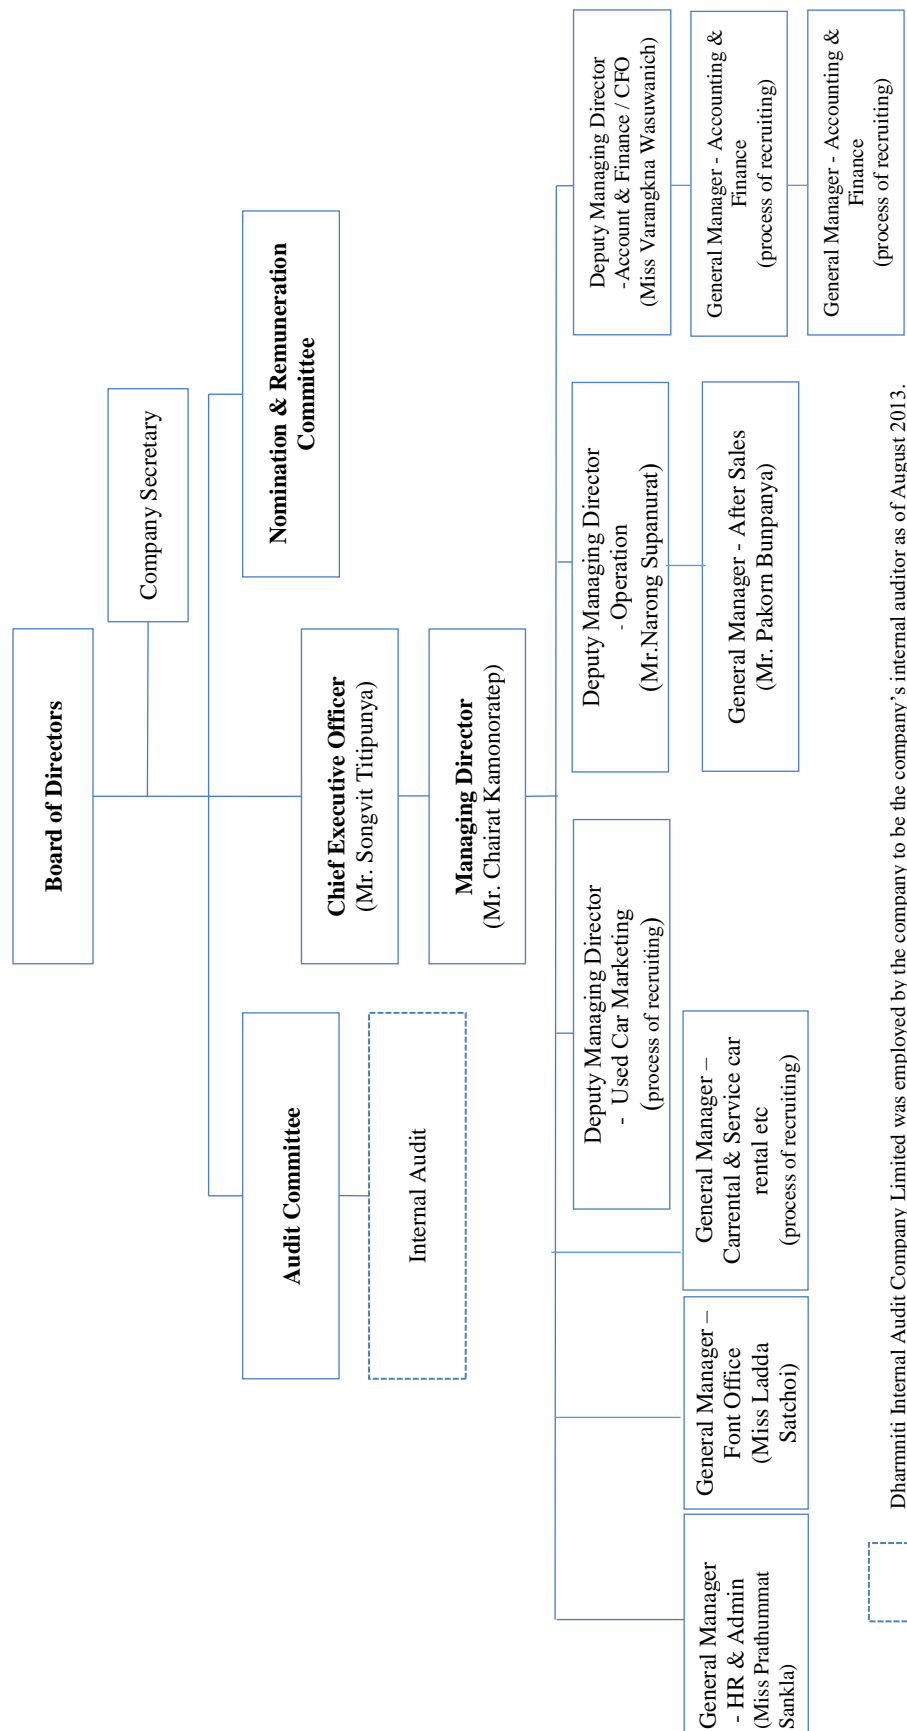 Board of Directors
Company Secretary
Audit Committee
Nomination & Remuneration
Committee
Internal Audit
Chief Executive Officer
(Mr. Songvit Titipunya)
Managing Director
(Mr. Chairat Kamonoratep)
General Manager
- HR & Admin
(Miss Prathummat
Sankla)
General Manager –
Font Office
(Miss Ladda
Satchoi)
General Manager –
Carrental & Service car
rental etc
(process of recruiting)
Deputy Managing Director
- Used Car Marketing
(process of recruiting)
Deputy Managing Director
- Operation
(Mr.Narong Supanurat)
General Manager - After Sales
(Mr. Pakorn Bunpanya)
Deputy Managing Director
-Account & Finance / CFO
(Miss Varangkna Wasuwanich)
General Manager - Accounting &
Finance
(process of recruiting)
General Manager - Accounting &
Finance
(process of recruiting)
Dharmniti Internal Audit Company Limited was employed by the company to be the company’s internal auditor as of August 2013.